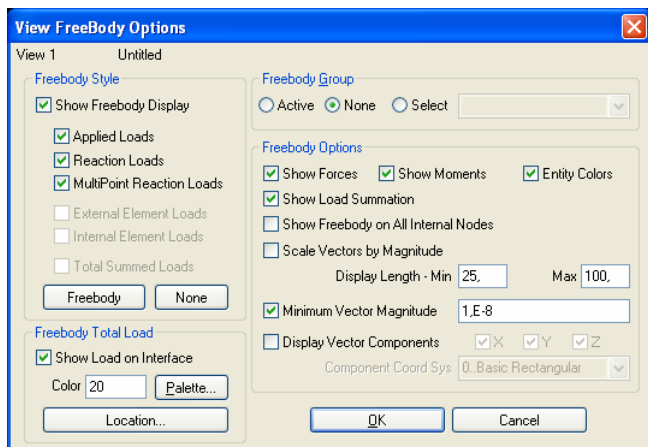 View FreeBody Options
View 1 Untitled
Freebody Style
Show Freebody Display
Applied Loads
Reaction Loads
MultiPoint Reaction Loads
External Element Loads
Internal Element Loads
Total Summed Loads
Freebody None
Freebody Total Load
Show Load on Interface
Color 20 Palette...
Location...
Freebody Group
Active None Select
Freebody Options
Show Forces Show Moments Entity Colors
Show Load Summation
Show Freebody on All Internal Nodes
Scale Vectors by Magnitude
Display Length - Min 25, Max 100,
Minimum Vector Magnitude 1,E-8
Display Vector Components X Y Z
Component Coord Sys 0..Basic Rectangular
OK Cancel